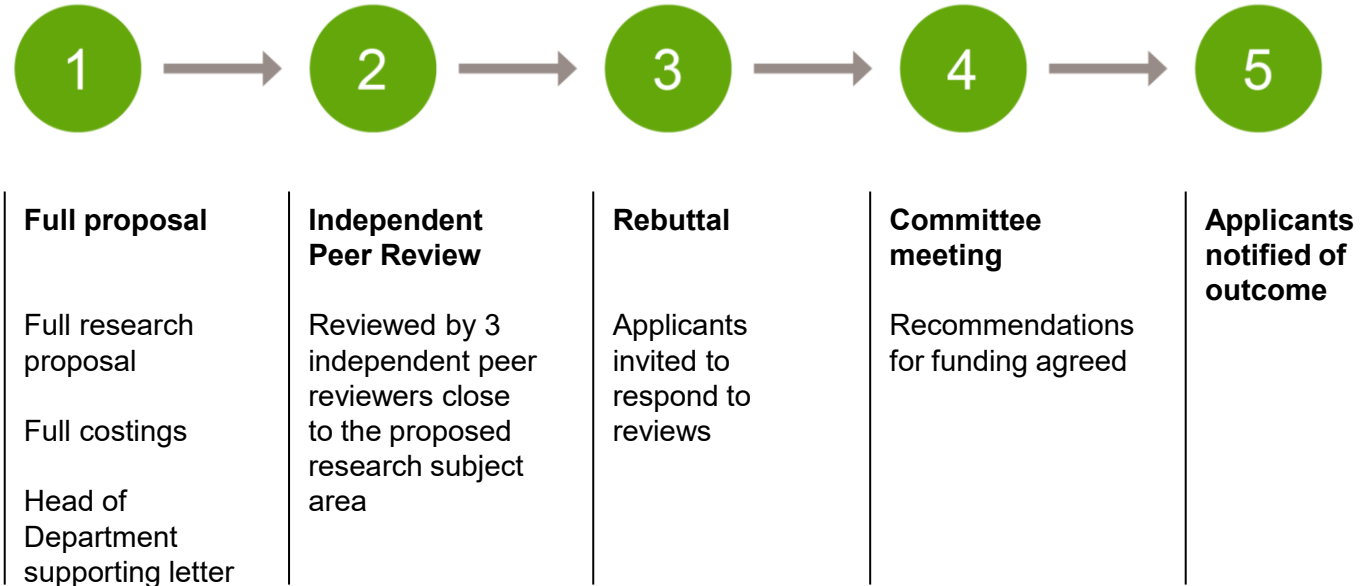 1
2
3
4
5
Full proposal
Full research
proposal
Full costings
Head of
Department
supporting letter
Independent
Peer Review
Reviewed by 3
independent peer
reviewers close
to the proposed
research subject
area
Rebuttal
Applicants
invited to
respond to
reviews
Committee
meeting
Recommendations
for funding agreed
Applicants
notified of
outcome